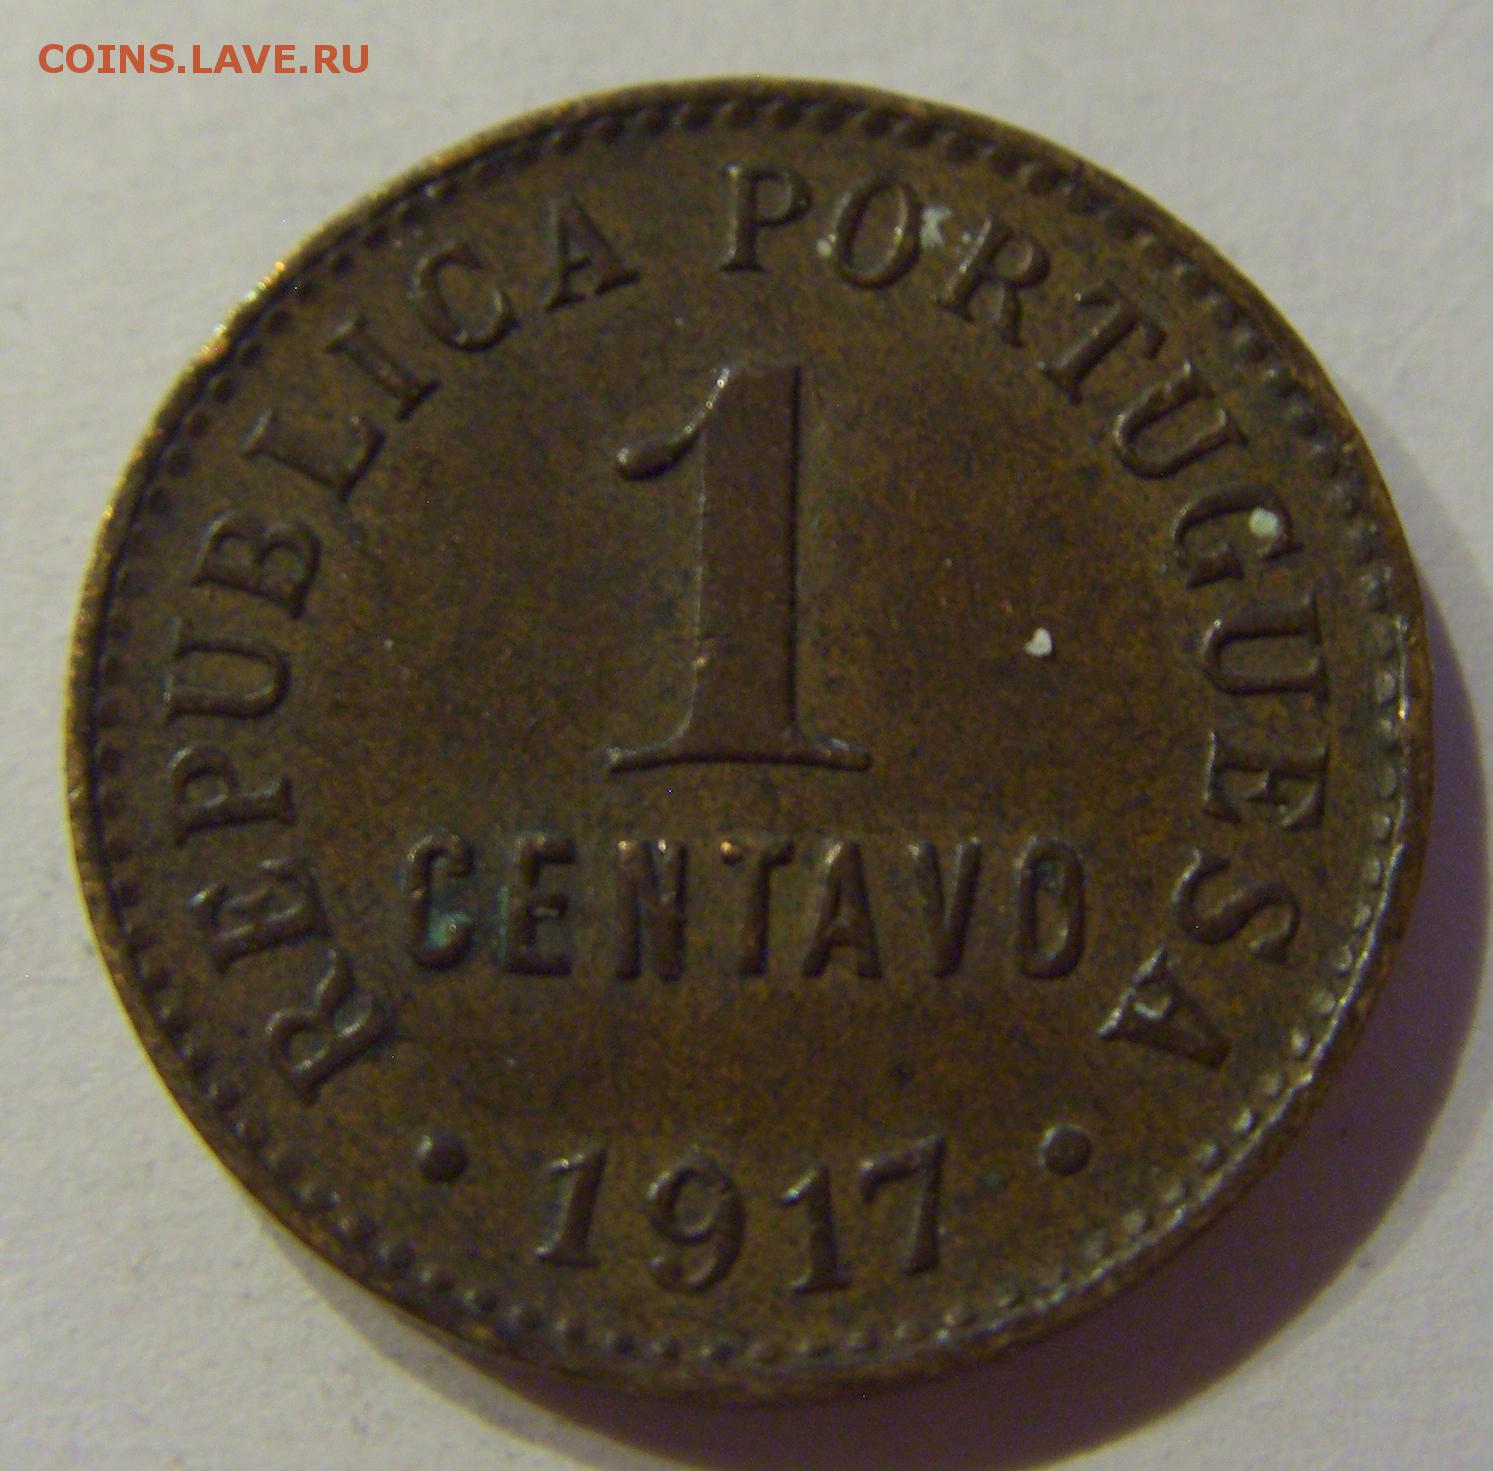 COINS.LAVE.RU
REPUBLICA PORTUGUESA
1
CENTAVO
• 1917 •